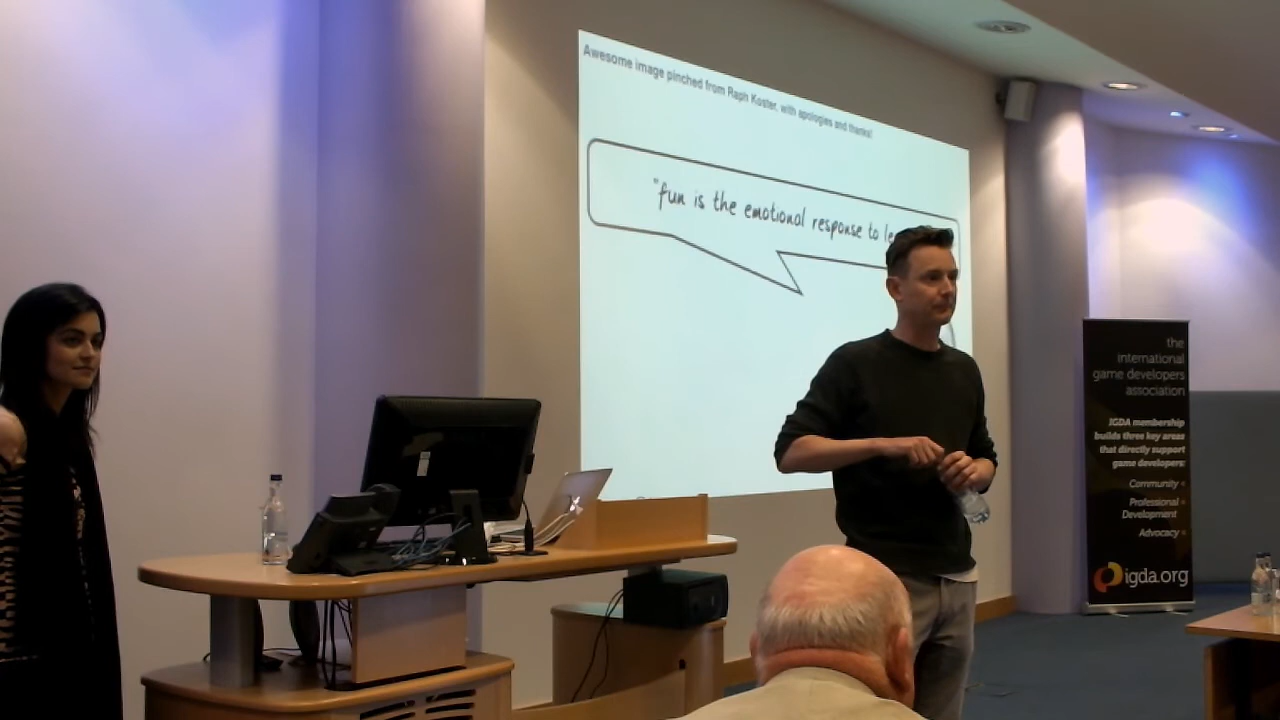 Awesome image pinched from Raph Koster, with apologies and thanks!
"fun is the emotional response to
the
international
game developers
association
IGDA membership
builds three key areas
that directly support
game developers:
Community <
Professional <
Development
Advocacy <
igda.org